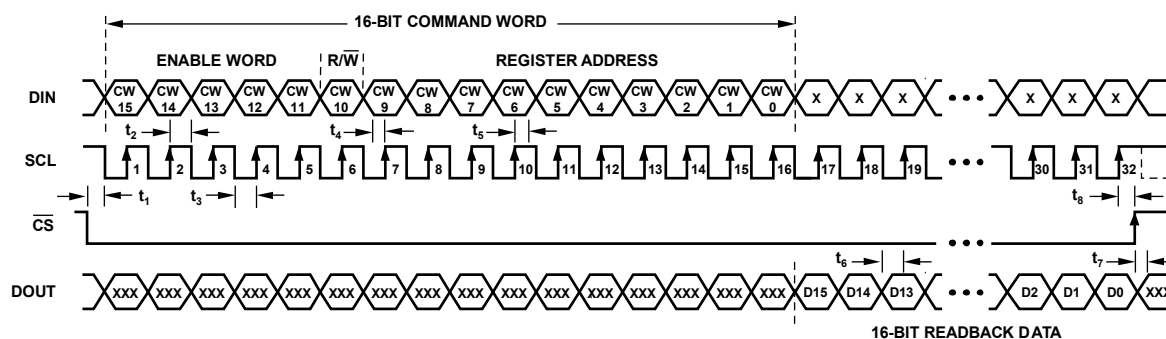 16-BIT COMMAND WORD
ENABLE WORD R/W̅ REGISTER ADDRESS
DIN CW 15 CW 14 CW 13 CW 12 CW 11 CW 10 CW 9 CW 8 CW 7 CW 6 CW 5 CW 4 CW 3 CW 2 CW 1 CW 0 X X X X X X
t2 t4 t5
SCL 1 2 3 4 5 6 7 8 9 10 11 12 13 14 15 16 17 18 19 30 31 32
t1 t3 t8
C̅S̅
t6 t7
DOUT XXX XXX XXX XXX XXX XXX XXX XXX XXX XXX XXX XXX XXX XXX XXX XXX D15 D14 D13 D2 D1 D0 XXX
16-BIT READBACK DATA